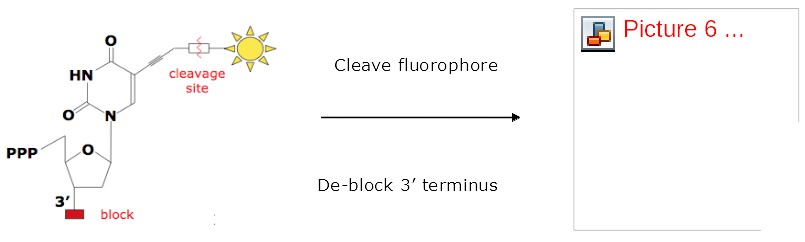 O
HN
O
N
cleavage
site
PPP
O
3’
block
Cleave fluorophore
De-block 3’ terminus
Picture 6 ...